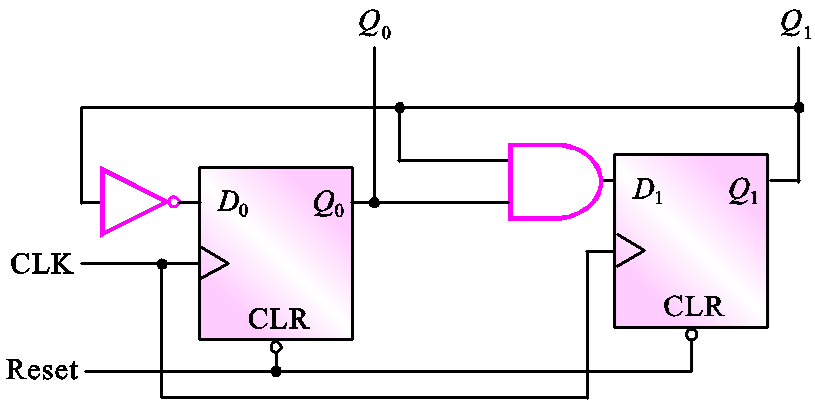 Q₀ Q₁
D₀ Q₀ D₁ Q₁
CLK
CLR CLR
Reset